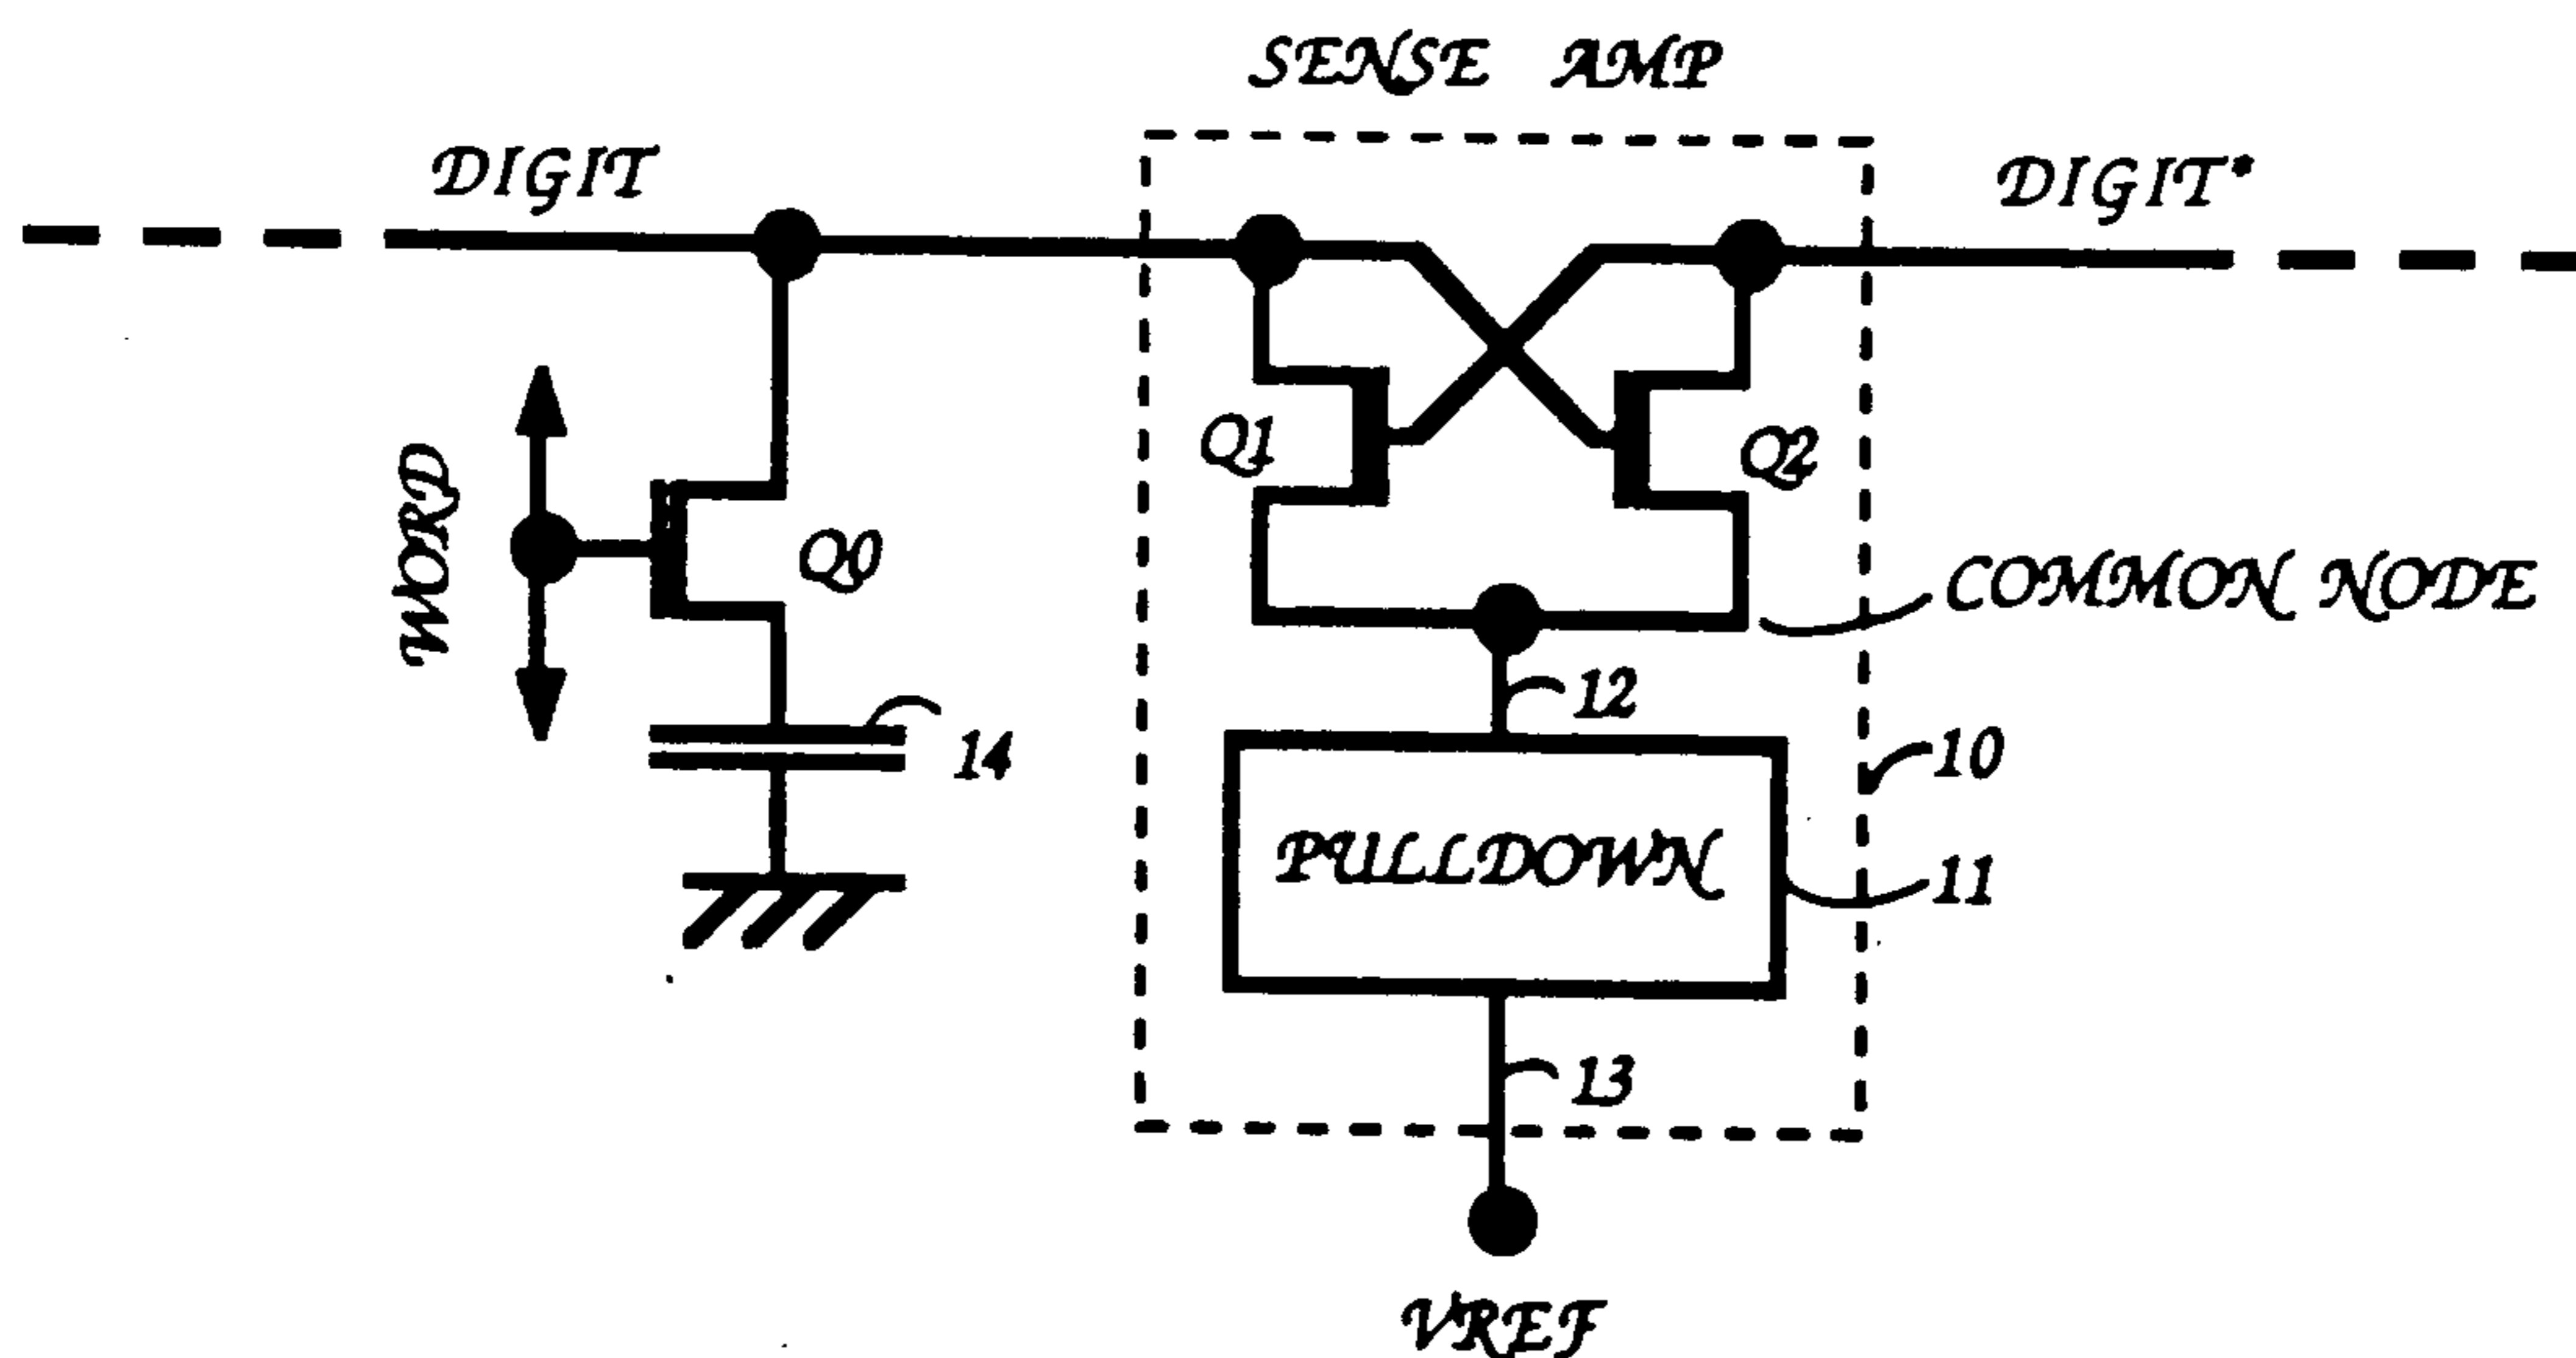 SENSE AMP
DIGIT
DIGIT*
WORD
Q0
Q1
Q2
COMMON NODE
12
14
10
PULLDOWN
11
13
VREF